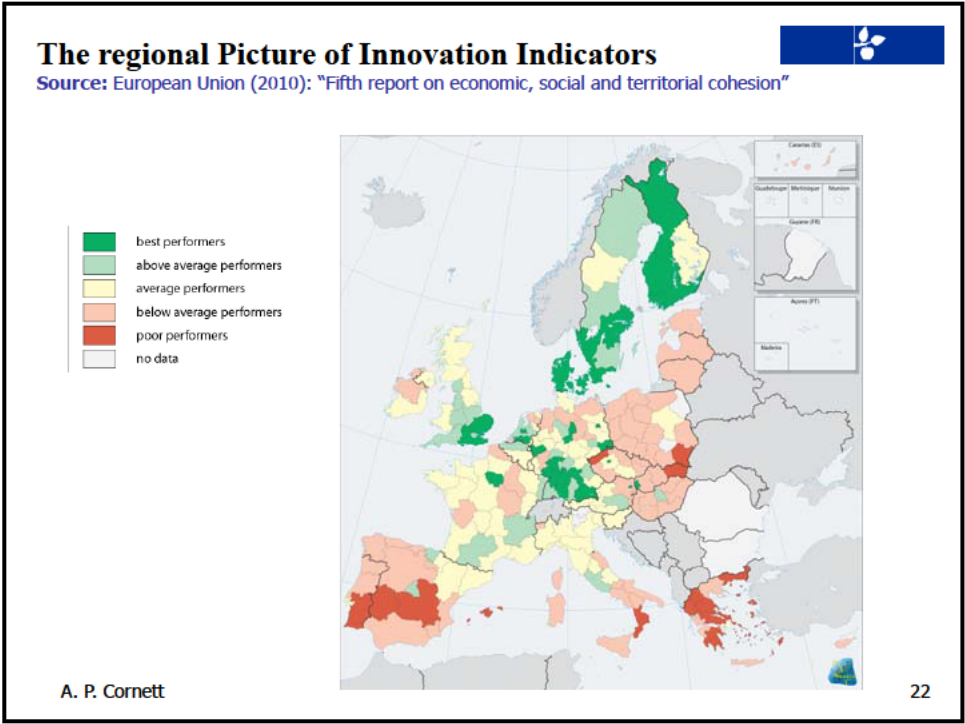 The regional Picture of Innovation Indicators
Source: European Union (2010): “Fifth report on economic, social and territorial cohesion”
best performers
above average performers
average performers
below average performers
poor performers
no data
Canarias (ES)
Guadeloupe Martinique Réunion
Guyane (FR)
Açores (PT)
Madeira
A. P. Cornett
22